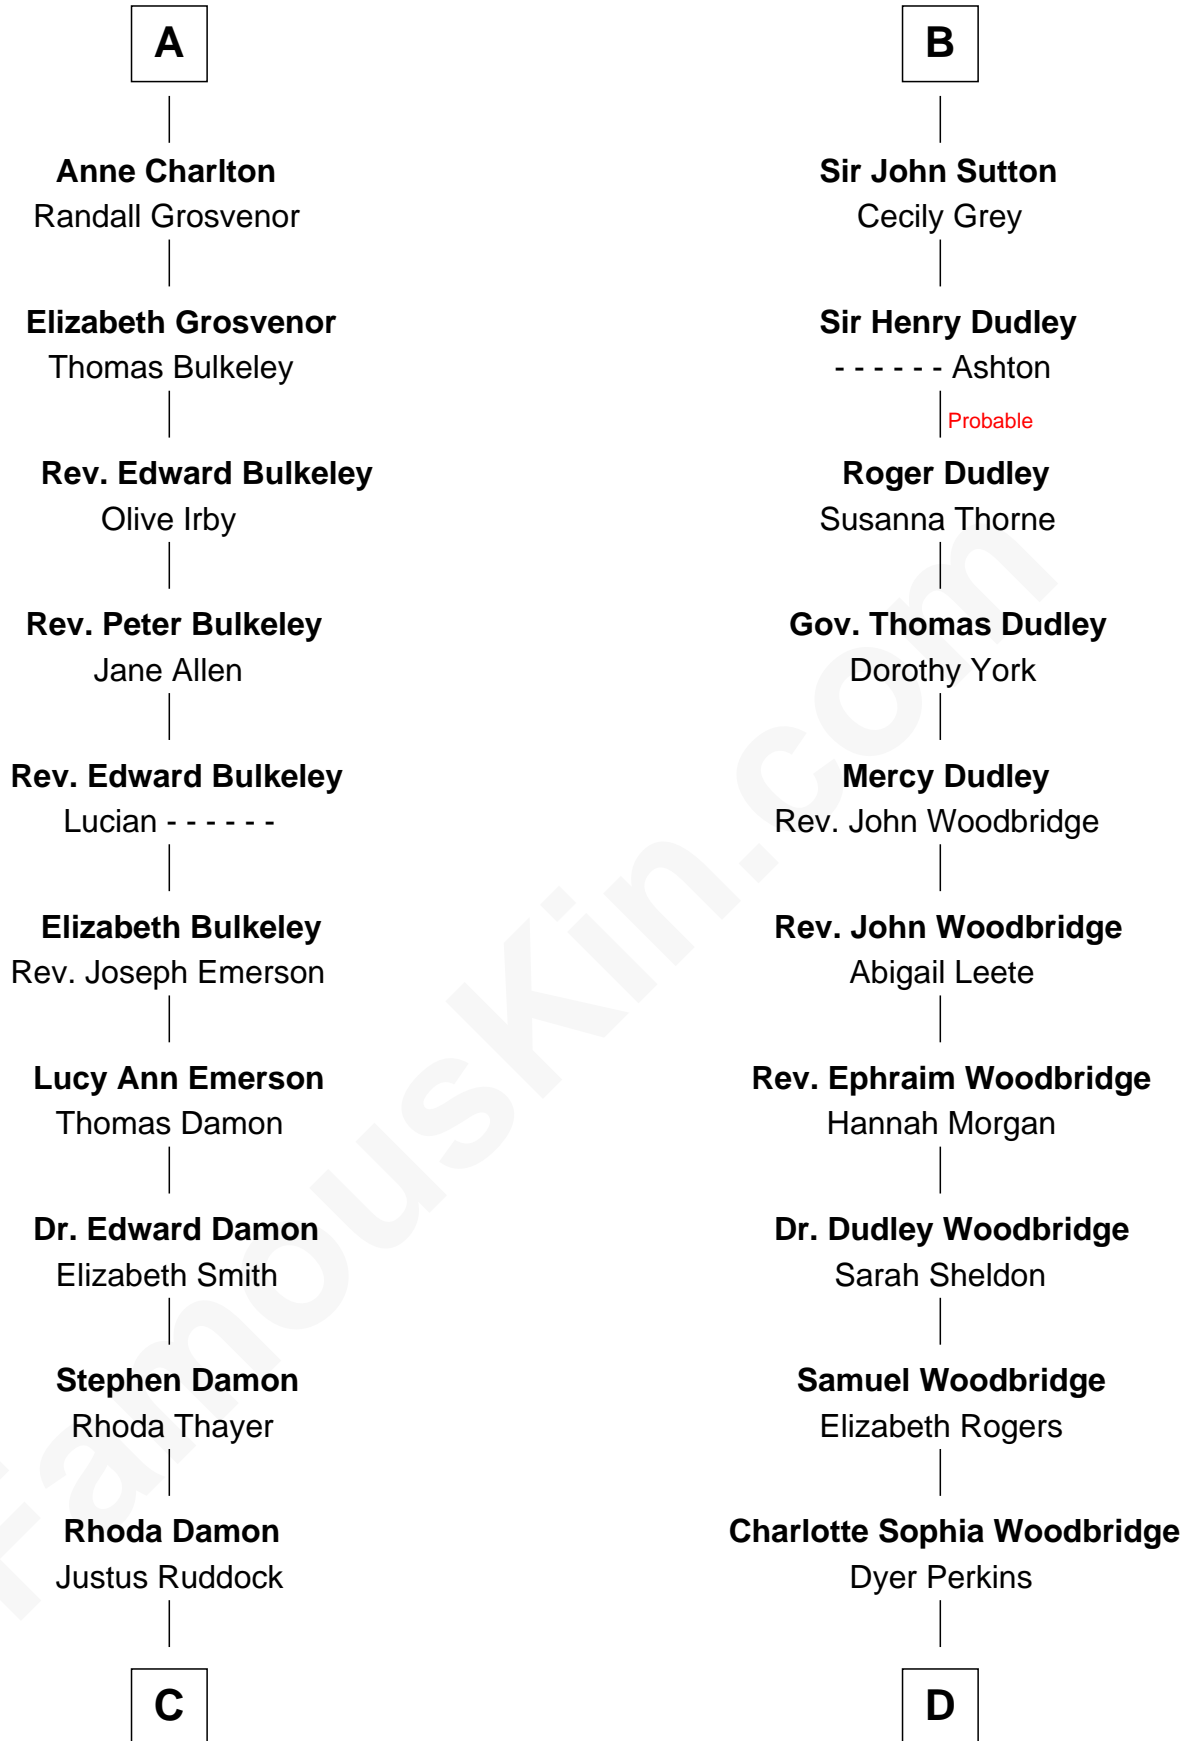 A
Anne Charlton
Randall Grosvenor
Elizabeth Grosvenor
Thomas Bulkeley
Rev. Edward Bulkeley
Olive Irby
Rev. Peter Bulkeley
Jane Allen
Rev. Edward Bulkeley
Lucian - - - - - -
Elizabeth Bulkeley
Rev. Joseph Emerson
Lucy Ann Emerson
Thomas Damon
Dr. Edward Damon
Elizabeth Smith
Stephen Damon
Rhoda Thayer
Rhoda Damon
Justus Ruddock
C
B
Sir John Sutton
Cecily Grey
Sir Henry Dudley
- - - - - - Ashton
Probable
Roger Dudley
Susanna Thorne
Gov. Thomas Dudley
Dorothy York
Mercy Dudley
Rev. John Woodbridge
Rev. John Woodbridge
Abigail Leete
Rev. Ephraim Woodbridge
Hannah Morgan
Dr. Dudley Woodbridge
Sarah Sheldon
Samuel Woodbridge
Elizabeth Rogers
Charlotte Sophia Woodbridge
Dyer Perkins
D
FamousKin.com